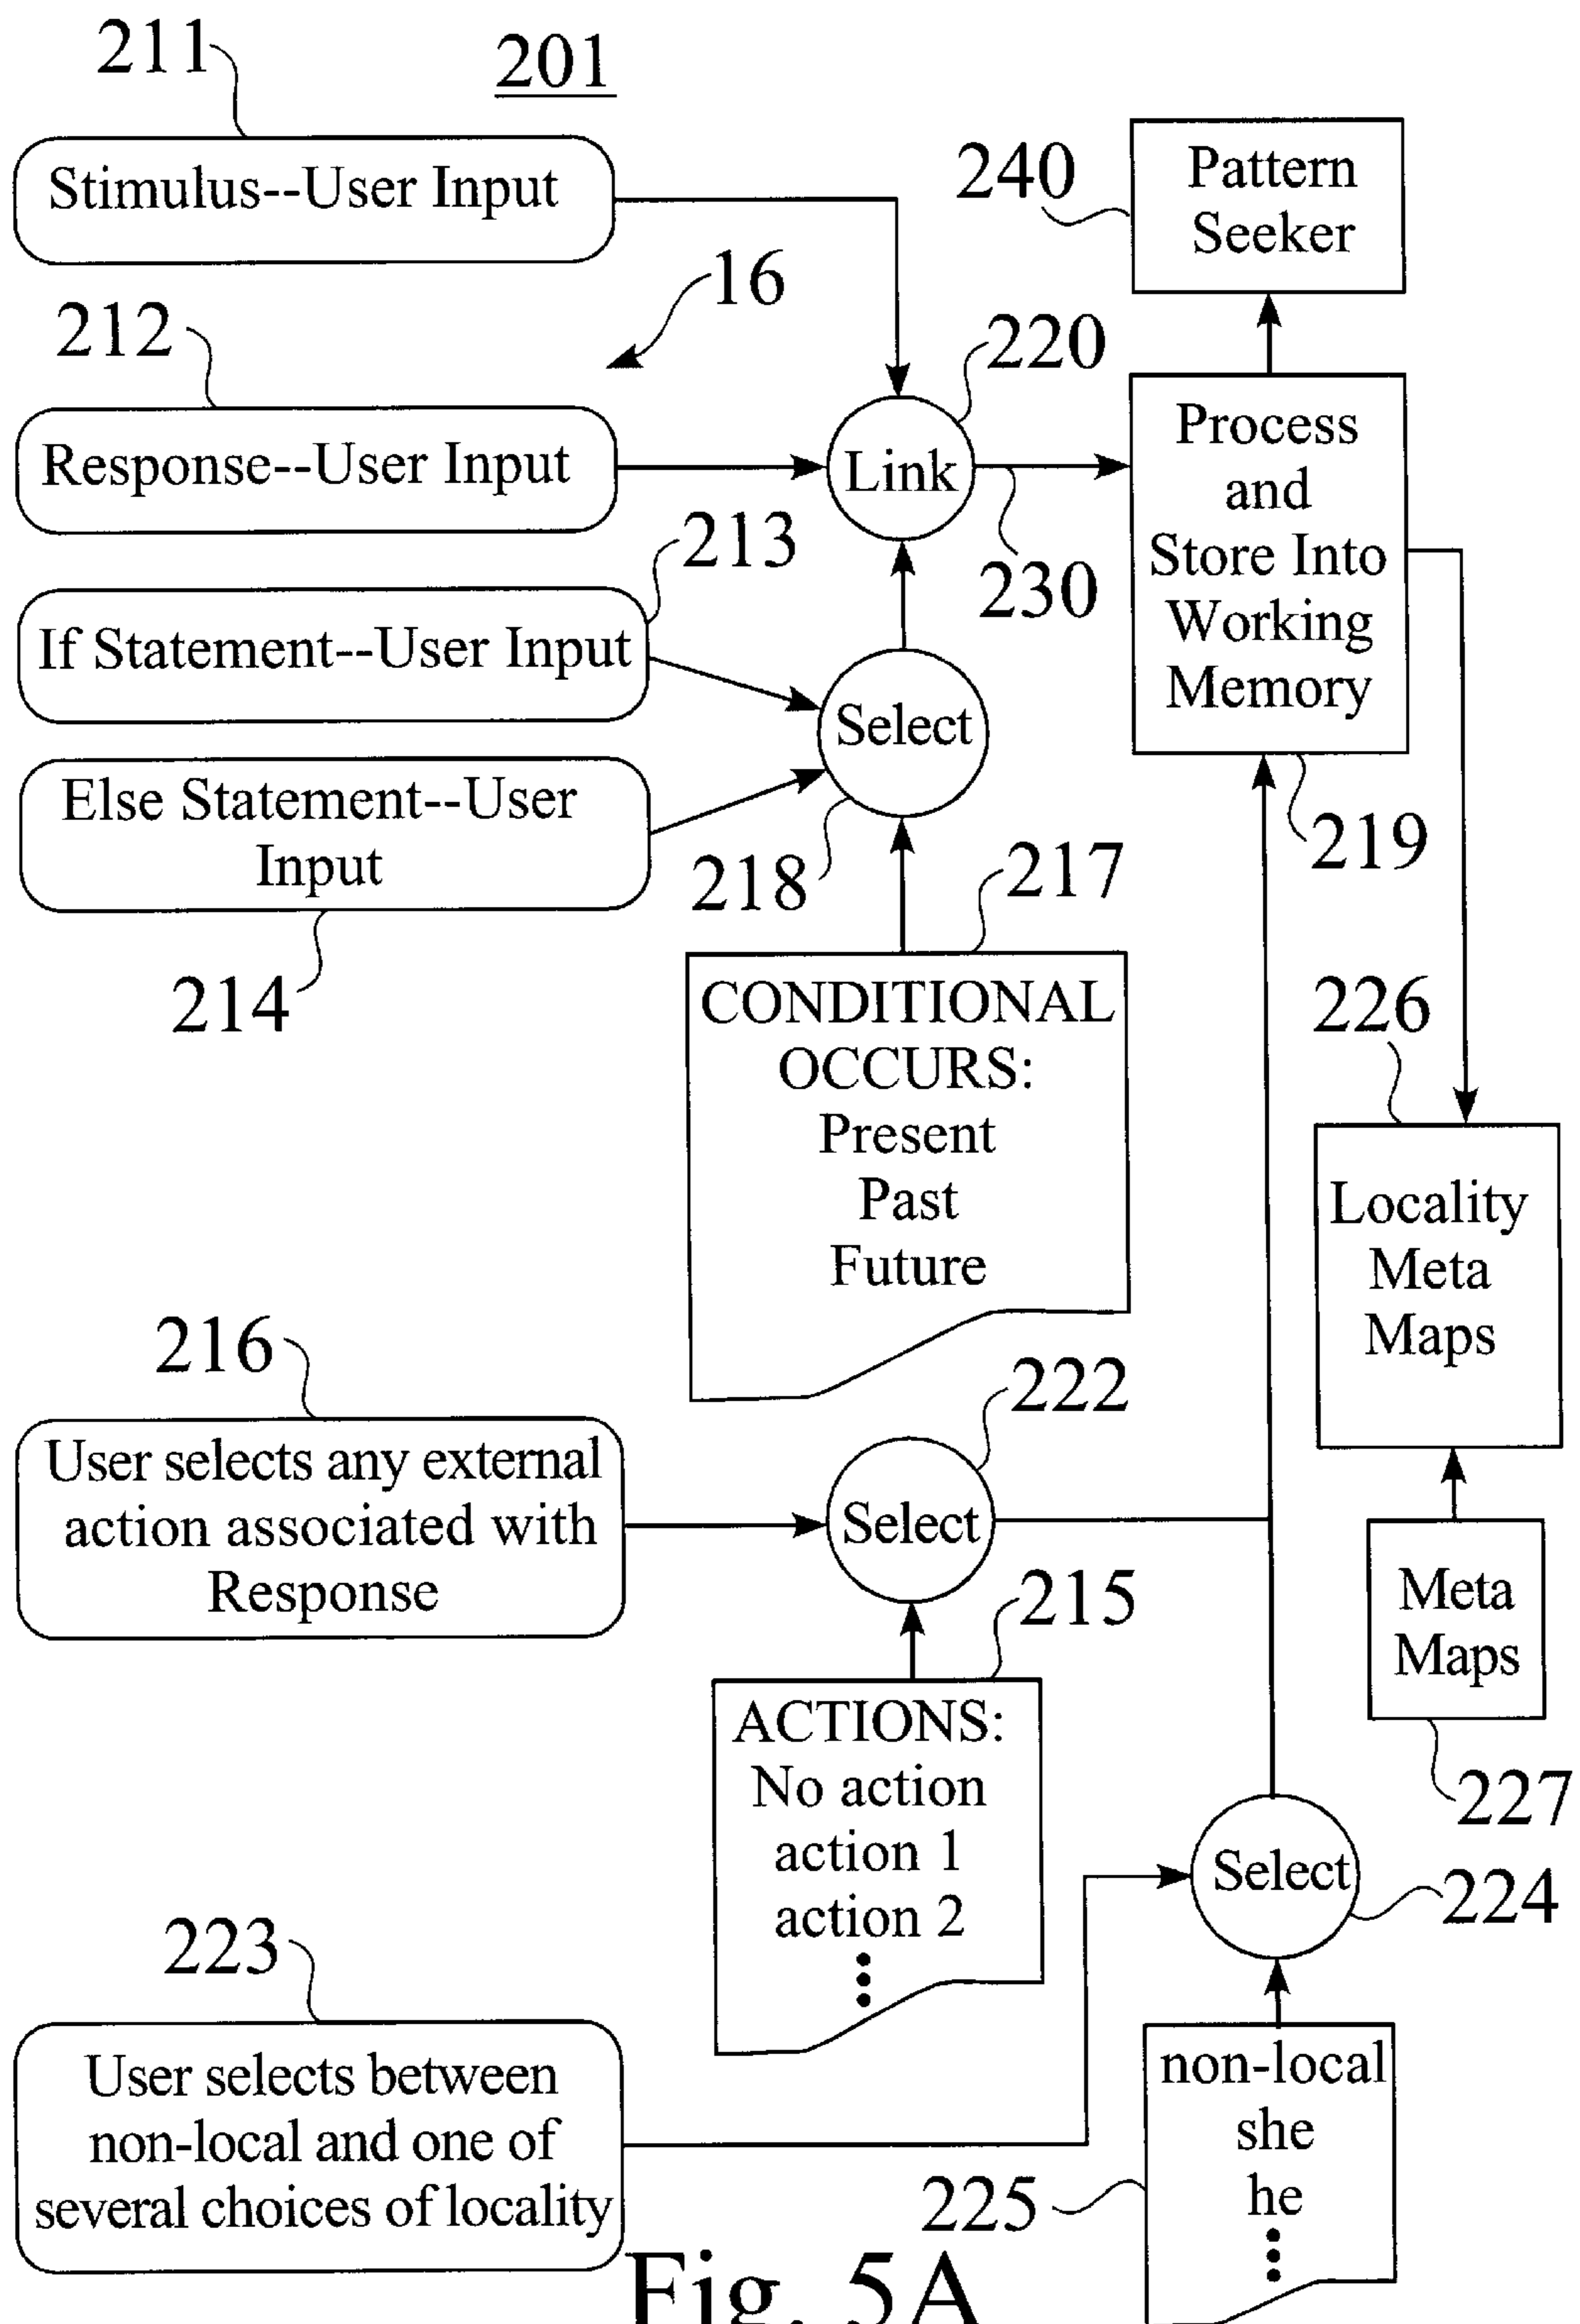 211
201
Stimulus--User Input
240
Pattern
Seeker
16
212
220
Response--User Input
Link
Process
and
Store Into
Working
Memory
213
230
If Statement--User Input
Select
Else Statement--User
Input
218
217
219
214
CONDITIONAL
OCCURS:
Present
Past
Future
226
Locality
Meta
Maps
216
222
User selects any external
action associated with
Response
Select
215
Meta
Maps
227
ACTIONS:
No action
action 1
action 2
Select
224
223
User selects between
non-local and one of
several choices of locality
225
non-local
she
he
Fig. 5A